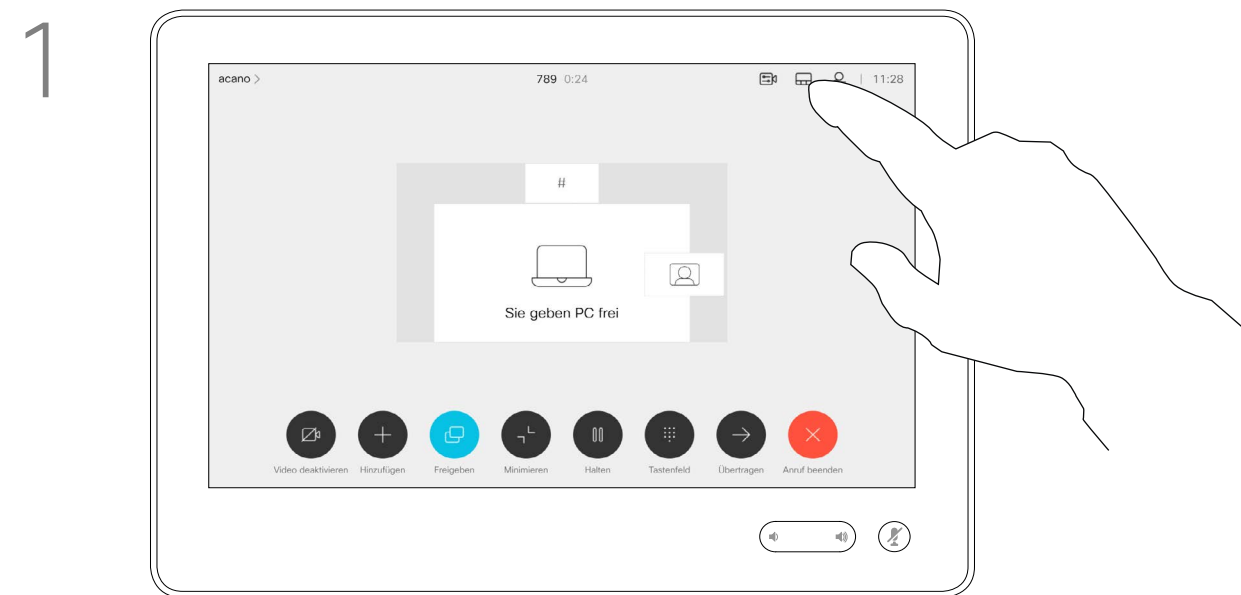 1
acano >
789 0:24
11:28
#
Sie geben PC frei
Video deaktivieren
Hinzufügen
Freigeben
Minimieren
Halten
Tastenfeld
Übertragen
Anruf beenden